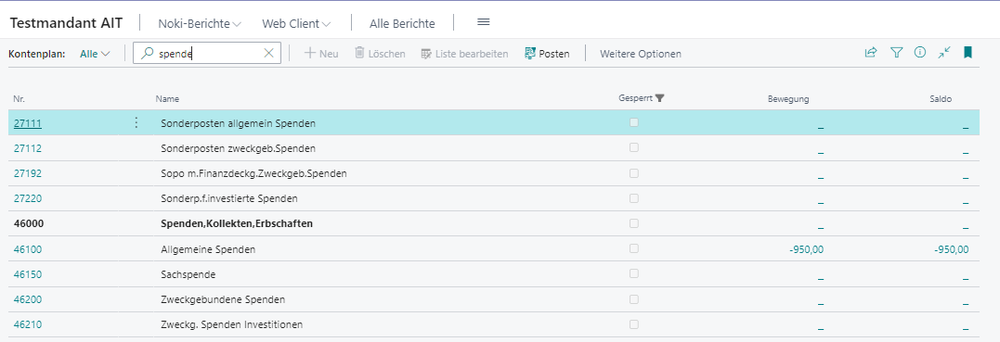 Testmandant AIT Noki-Berichte Web Client Alle Berichte
Kontenplan: Alle spende Neu Löschen Liste bearbeiten Posten Weitere Optionen
Nr. Name Gesperrt Bewegung Saldo
27111 Sonderposten allgemein Spenden _ _
27112 Sonderposten zweckgeb.Spenden _ _
27192 Sopo m.Finanzdeckg.Zweckgeb.Spenden _ _
27220 Sonderp.f.investierte Spenden _ _
46000 Spenden,Kollekten,Erbschaften _ _
46100 Allgemeine Spenden -950,00 -950,00
46150 Sachspende _ _
46200 Zweckgebundene Spenden _ _
46210 Zweckg. Spenden Investitionen _ _